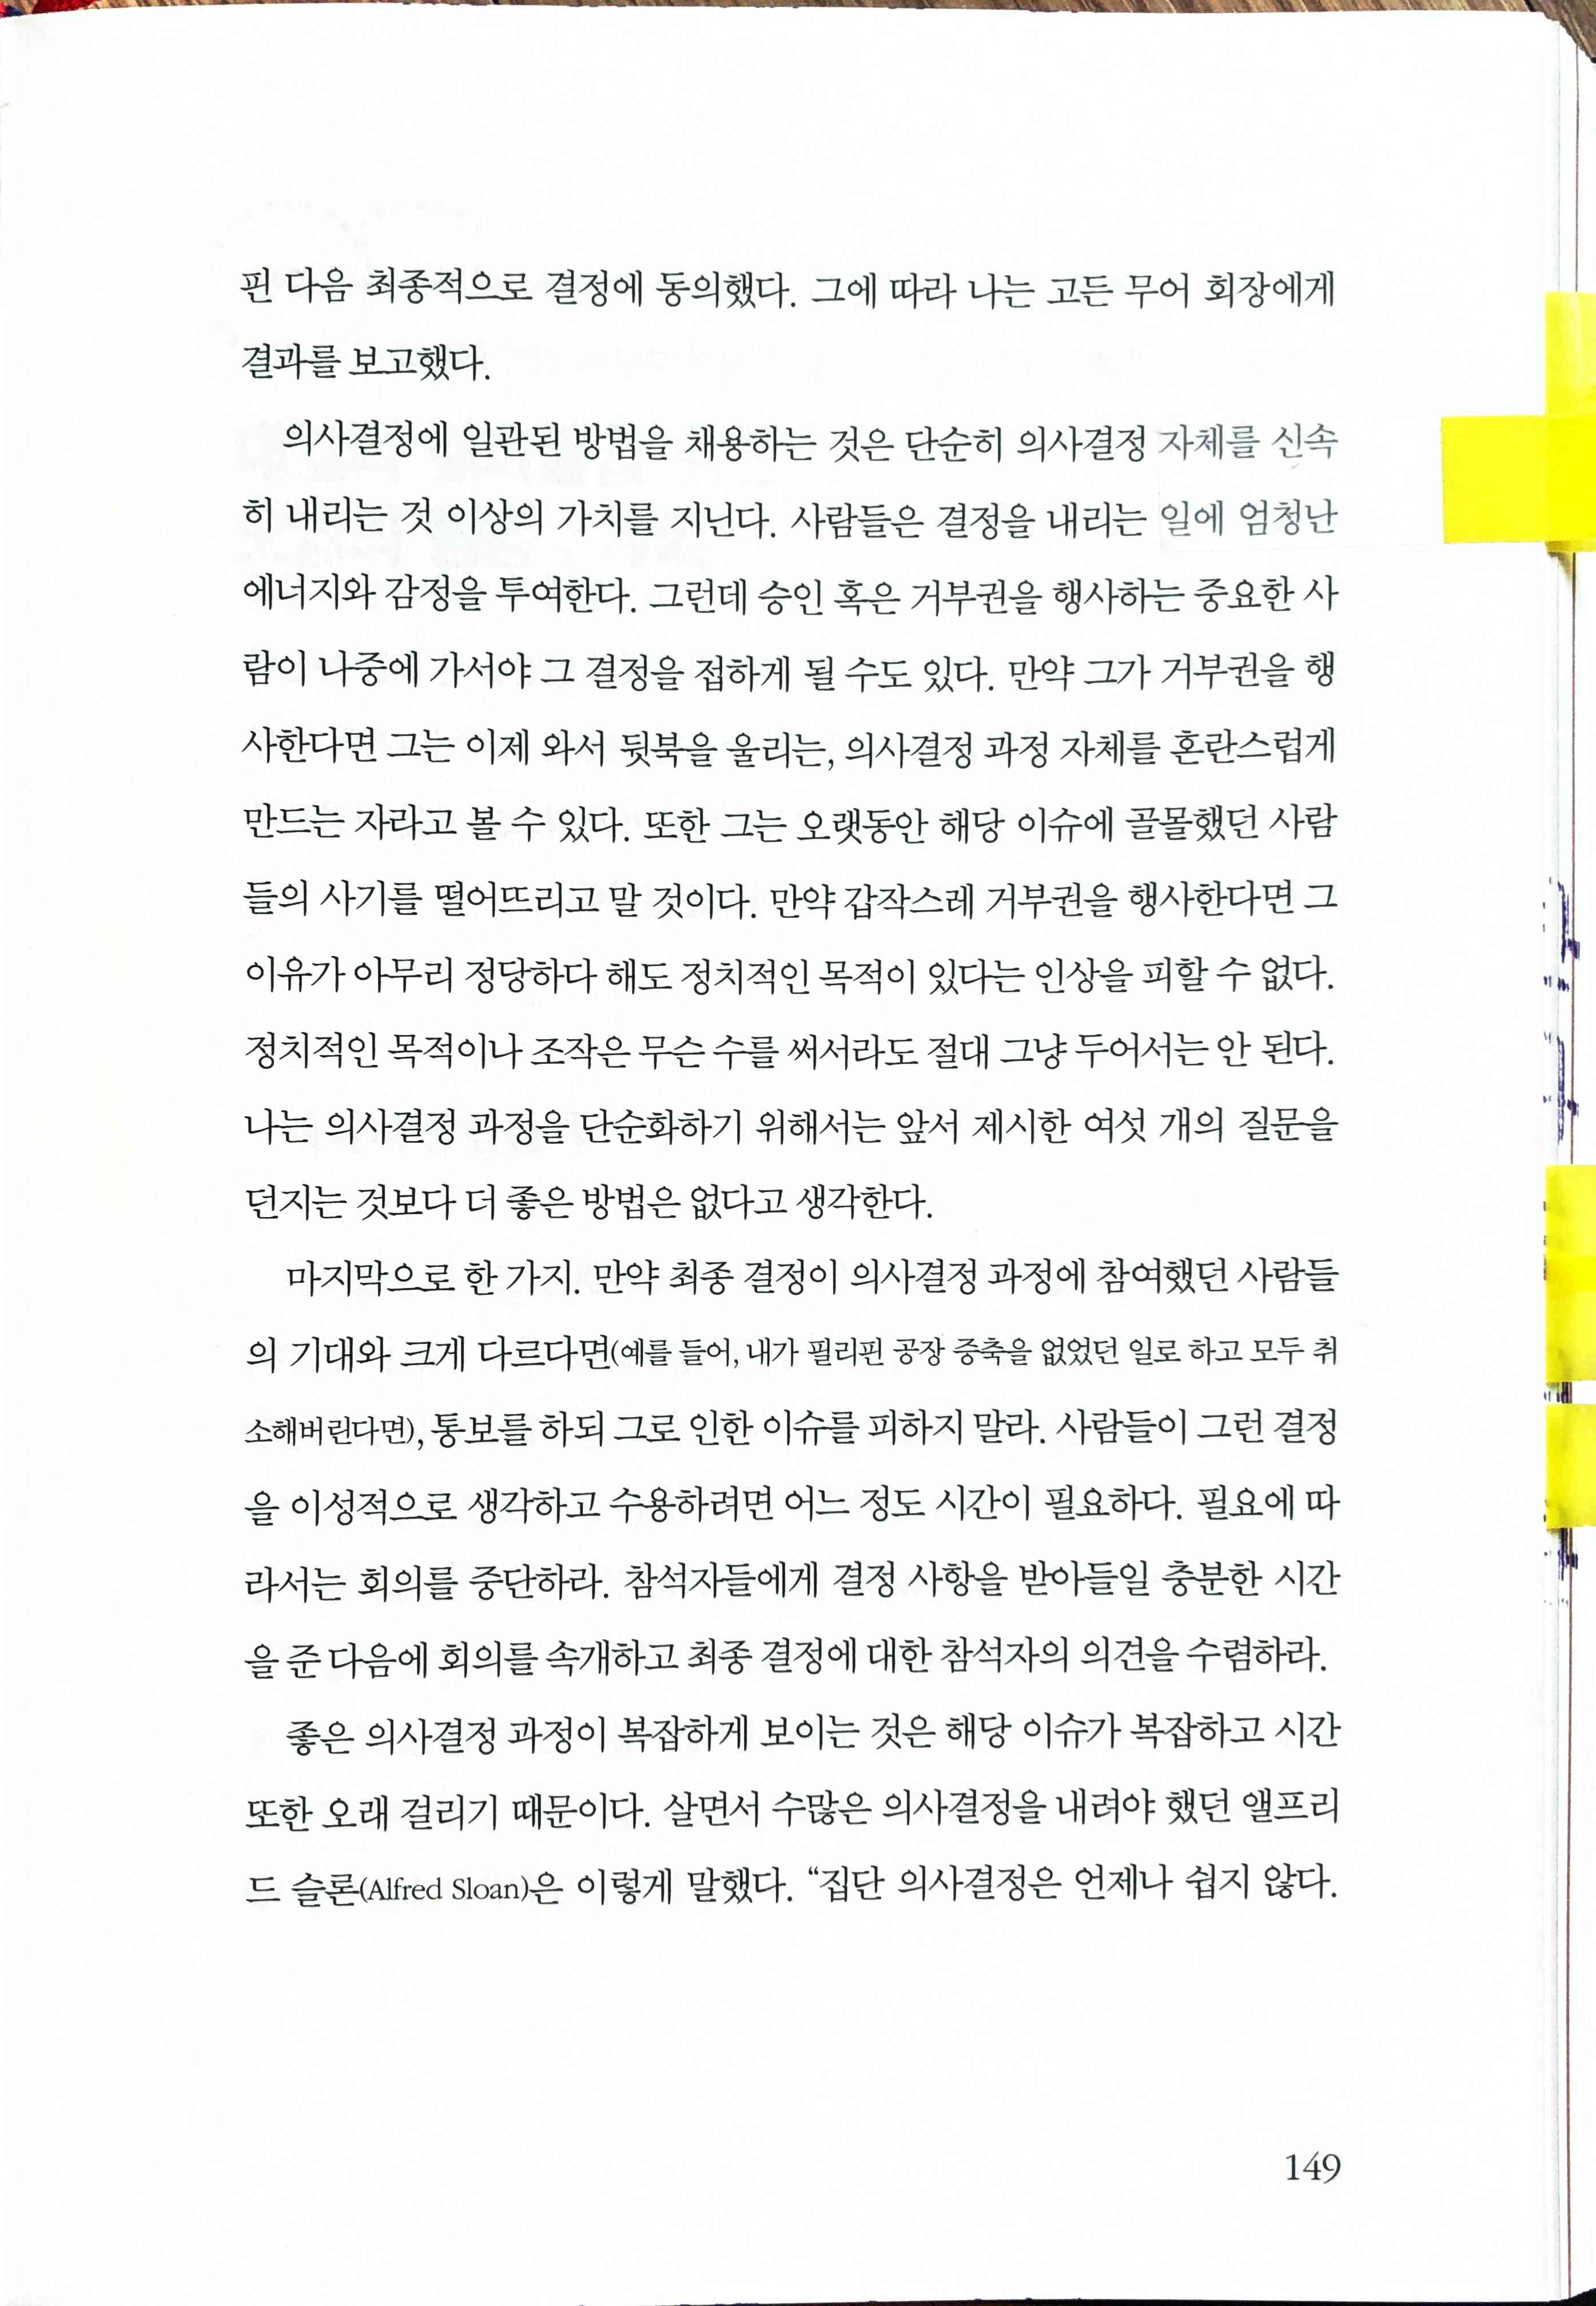 핀 다음 최종적으로 결정에 동의했다. 그에 따라 나는 고든 무어 회장에게
결과를 보고했다.
의사결정에 일관된 방법을 채용하는 것은 단순히 의사결정 자체를 신속
히 내리는 것 이상의 가치를 지닌다. 사람들은 결정을 내리는 일에 엄청난
에너지와 감정을 투여한다. 그런데 승인 혹은 거부권을 행사하는 중요한 사
람이 나중에 가서야 그 결정을 접하게 될 수도 있다. 만약 그가 거부권을 행
사한다면 그는 이제 와서 뒷북을 울리는, 의사결정 과정 자체를 혼란스럽게
만드는 자라고 볼 수 있다. 또한 그는 오랫동안 해당 이슈에 골몰했던 사람
들의 사기를 떨어뜨리고 말 것이다. 만약 갑작스레 거부권을 행사한다면 그
이유가 아무리 정당하다 해도 정치적인 목적이 있다는 인상을 피할 수 없다.
정치적인 목적이나 조작은 무슨 수를 써서라도 절대 그냥 두어서는 안 된다.
나는 의사결정 과정을 단순화하기 위해서는 앞서 제시한 여섯 개의 질문을
던지는 것보다 더 좋은 방법은 없다고 생각한다.
마지막으로 한 가지. 만약 최종 결정이 의사결정 과정에 참여했던 사람들
의 기대와 크게 다르다면(예를 들어, 내가 필리핀 공장 증축을 없었던 일로 하고 모두 취
소해버린다면), 통보를 하되 그로 인한 이슈를 피하지 말라. 사람들이 그런 결정
을 이성적으로 생각하고 수용하려면 어느 정도 시간이 필요하다. 필요에 따
라서는 회의를 중단하라. 참석자들에게 결정 사항을 받아들일 충분한 시간
을 준 다음에 회의를 속개하고 최종 결정에 대한 참석자의 의견을 수렴하라.
좋은 의사결정 과정이 복잡하게 보이는 것은 해당 이슈가 복잡하고 시간
또한 오래 걸리기 때문이다. 살면서 수많은 의사결정을 내려야 했던 앨프리
드 슬론(Alfred Sloan)은 이렇게 말했다. “집단 의사결정은 언제나 쉽지 않다.
149